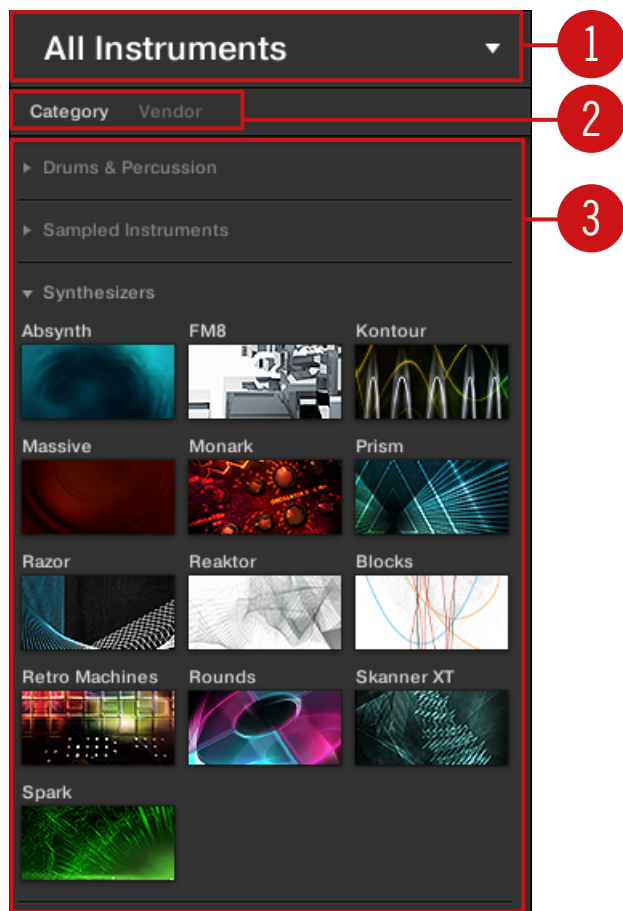 All Instruments
1
Category Vendor
2
Drums & Percussion
3
Sampled Instruments
Synthesizers
Absynth FM8 Kontour
Massive Monark Prism
OSCILLATOR
Razor Reaktor Blocks
Retro Machines Rounds Skanner XT
Spark